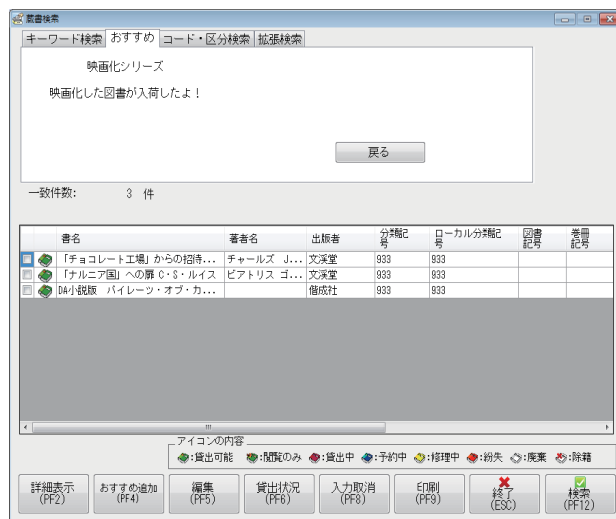 蔵書検索
キーワード検索 おすすめ コード・区分検索 拡張検索
映画化シリーズ
映画化した図書が入荷したよ！
戻る
一致件数: 3 件
書名 著者名 出版者 分類記号 ローカル分類記号 図書記号 巻冊記号
「チョコレート工場」からの招待... チャールズ J... 文溪堂 933 933
「ナルニア国」への扉 C・S・ルイス ビアトリス ゴ... 文溪堂 933 933
DA小説版 パイレーツ・オブ・カ... 偕成社 933 933
アイコンの内容
:貸出可能 :閲覧のみ :貸出中 :予約中 :修理中 :紛失 :廃棄 :除籍
詳細表示 おすすめ追加 編集 貸出状況 入力取消 印刷 終了 検索
(PF2) (PF4) (PF5) (PF6) (PF8) (PF9) (ESC) (PF12)